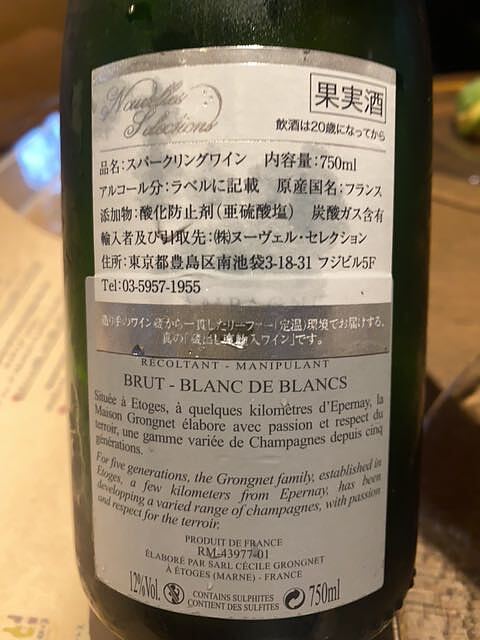 Nouvelles
Selections
果実酒
飲酒は20歳になってから
品名:スパークリングワイン 内容量:750ml
アルコール分:ラベルに記載 原産国名:フランス
添加物:酸化防止剤(亜硫酸塩) 炭酸ガス含有
輸入者及び引取先:㈱ヌーヴェル・セレクション
住所:東京都豊島区南池袋3-18-31 フジビル5F
Tel:03-5957-1955
造り手のワイン蔵から一貫したリーファー「定温」環境でお届けする、
真の「蔵出し直輸入ワイン」です。
RÉCOLTANT - MANIPULANT
BRUT - BLANC DE BLANCS
Située à Etoges, à quelques kilomètres d'Epernay, la
Maison Grongnet élabore avec passion et respect du
terroir, une gamme variée de Champagnes depuis cinq
générations.
For five generations, the Grongnet family, established in
Etoges, a few kilometers from Epernay, has been
developping a varied range of champagnes, with passion
and respect for the terroir.
PRODUIT DE FRANCE
RM-43977-01
ÉLABORÉ PAR SARL CÉCILE GRONGNET
À ÉTOGES (MARNE) - FRANCE
12%Vol. CONTAINS SULPHITES 750ml
CONTIENT DES SULFITES